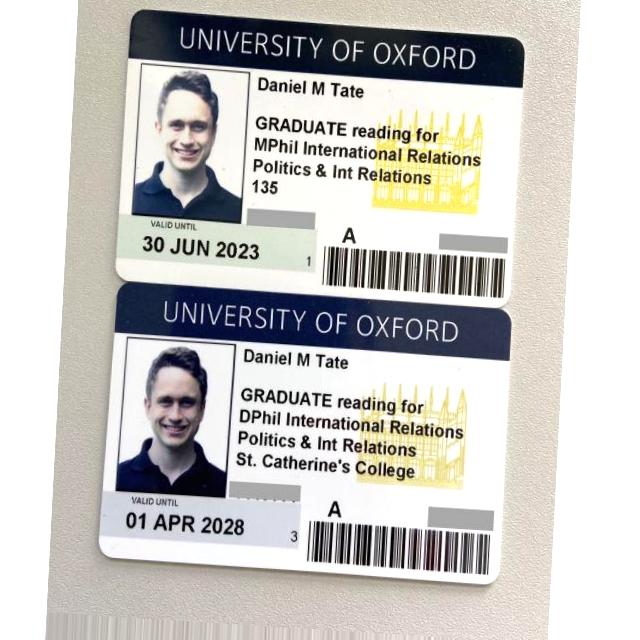 UNIVERSITY OF OXFORD
Daniel M Tate
GRADUATE reading for
MPhil International Relations
Politics & Int Relations
135
VALID UNTIL
30 JUN 2023
1
A
UNIVERSITY OF OXFORD
Daniel M Tate
GRADUATE reading for
DPhil International Relations
Politics & Int Relations
St. Catherine's College
VALID UNTIL
01 APR 2028
3
A